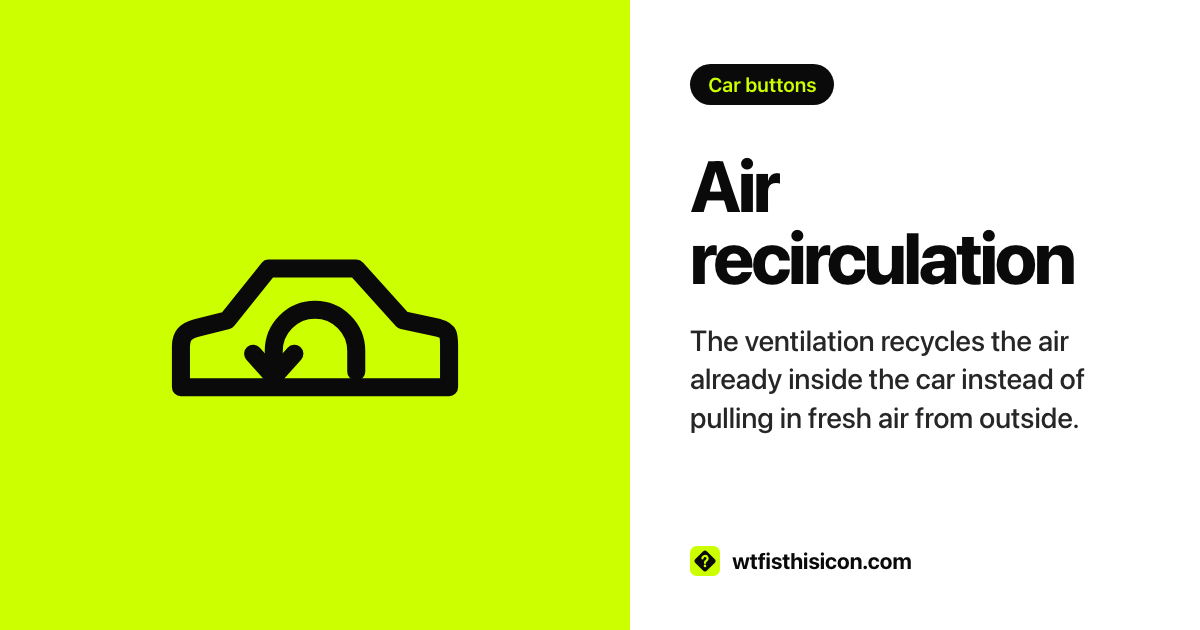 Car buttons
Air
recirculation
The ventilation recycles the air
already inside the car instead of
pulling in fresh air from outside.
?
wtfisthisicon.com